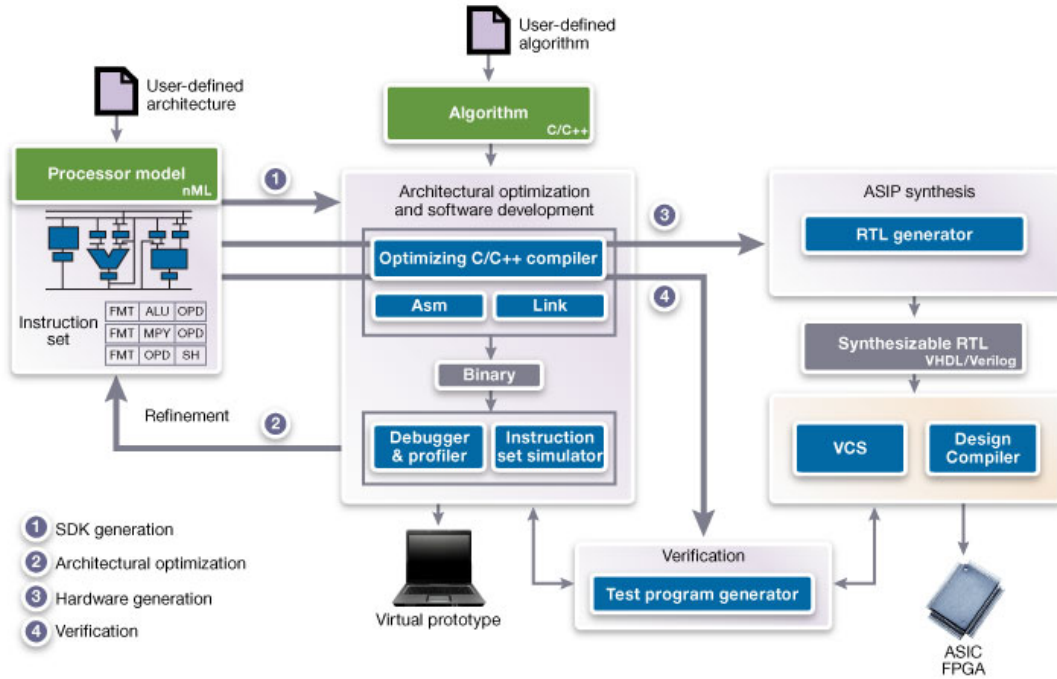 User-defined
algorithm
User-defined
architecture
Algorithm
C/C++
Processor model
nML
1
Architectural optimization
and software development
3
ASIP synthesis
RTL generator
Optimizing C/C++ compiler
4
Asm
Link
Instruction
set
FMT ALU OPD
FMT MPY OPD
FMT OPD SH
Synthesizable RTL
VHDL/Verilog
Binary
Refinement
2
Debugger
& profiler
Instruction
set simulator
VCS
Design
Compiler
1 SDK generation
2 Architectural optimization
3 Hardware generation
4 Verification
Virtual prototype
Verification
Test program generator
ASIC
FPGA